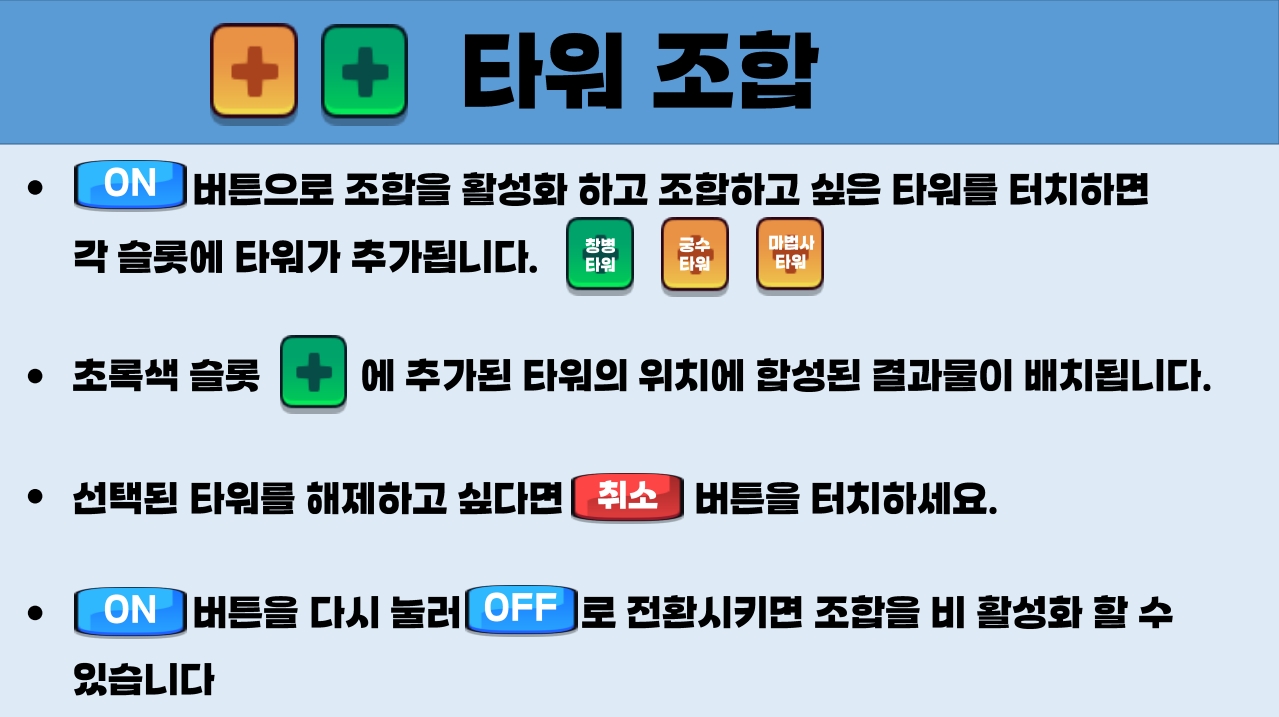 타워 조합
ON 버튼으로 조합을 활성화 하고 조합하고 싶은 타워를 터치하면
각 슬롯에 타워가 추가됩니다. 창병 타워 궁수 타워 마법사 타워
초록색 슬롯 에 추가된 타워의 위치에 합성된 결과물이 배치됩니다.
선택된 타워를 해제하고 싶다면 취소 버튼을 터치하세요.
ON 버튼을 다시 눌러 OFF 로 전환시키면 조합을 비 활성화 할 수
있습니다